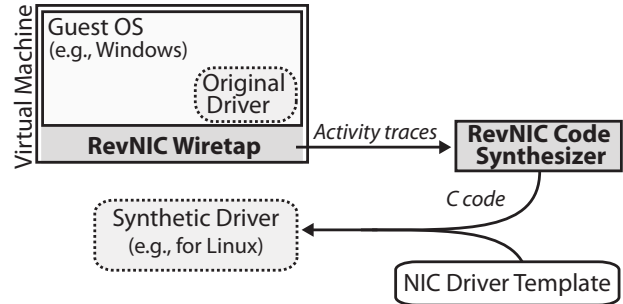 Virtual Machine
Guest OS
(e.g., Windows)
Original
Driver
RevNIC Wiretap
Activity traces
RevNIC Code
Synthesizer
C code
Synthetic Driver
(e.g., for Linux)
NIC Driver Template